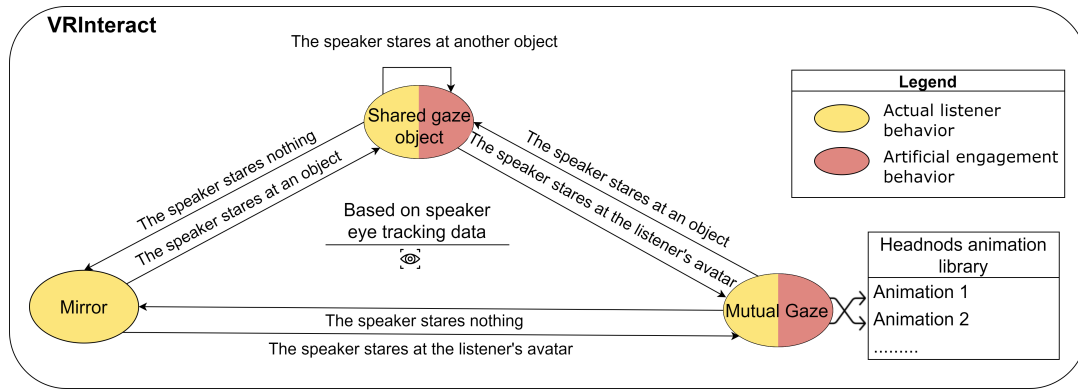 VRInteract
The speaker stares at another object
Legend
Actual listener
behavior
Artificial engagement
behavior
Shared gaze
object
The speaker stares nothing
The speaker stares at an object
The speaker stares at an object
The speaker stares at the listener's avatar
Based on speaker
eye tracking data
Mirror
Mutual Gaze
The speaker stares nothing
The speaker stares at the listener's avatar
Headnods animation
library
Animation 1
Animation 2
.........